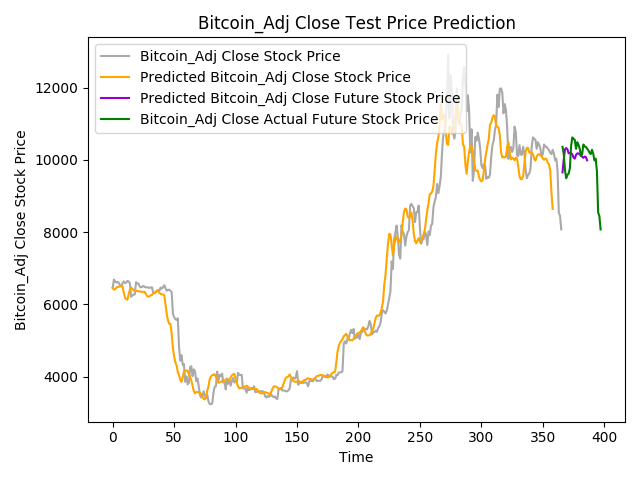 Bitcoin_Adj Close Test Price Prediction
Bitcoin_Adj Close Stock Price
Predicted Bitcoin_Adj Close Stock Price
Predicted Bitcoin_Adj Close Future Stock Price
Bitcoin_Adj Close Actual Future Stock Price
Bitcoin_Adj Close Stock Price
12000
10000
8000
6000
4000
0 50 100 150 200 250 300 350 400
Time